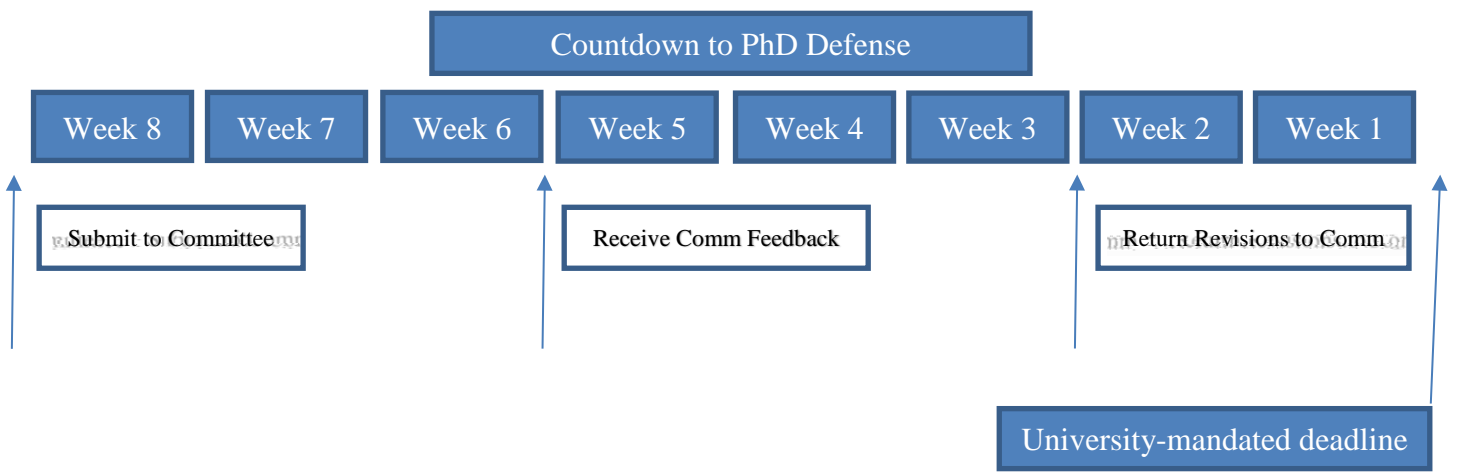 Countdown to PhD Defense
Week 8 Week 7 Week 6 Week 5 Week 4 Week 3 Week 2 Week 1
Submit to Committee
Receive Comm Feedback
Return Revisions to Comm
University-mandated deadline